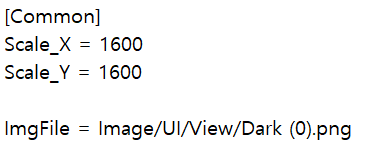 [Common]
Scale_X = 1600
Scale_Y = 1600
ImgFile = Image/UI/View/Dark (0).png